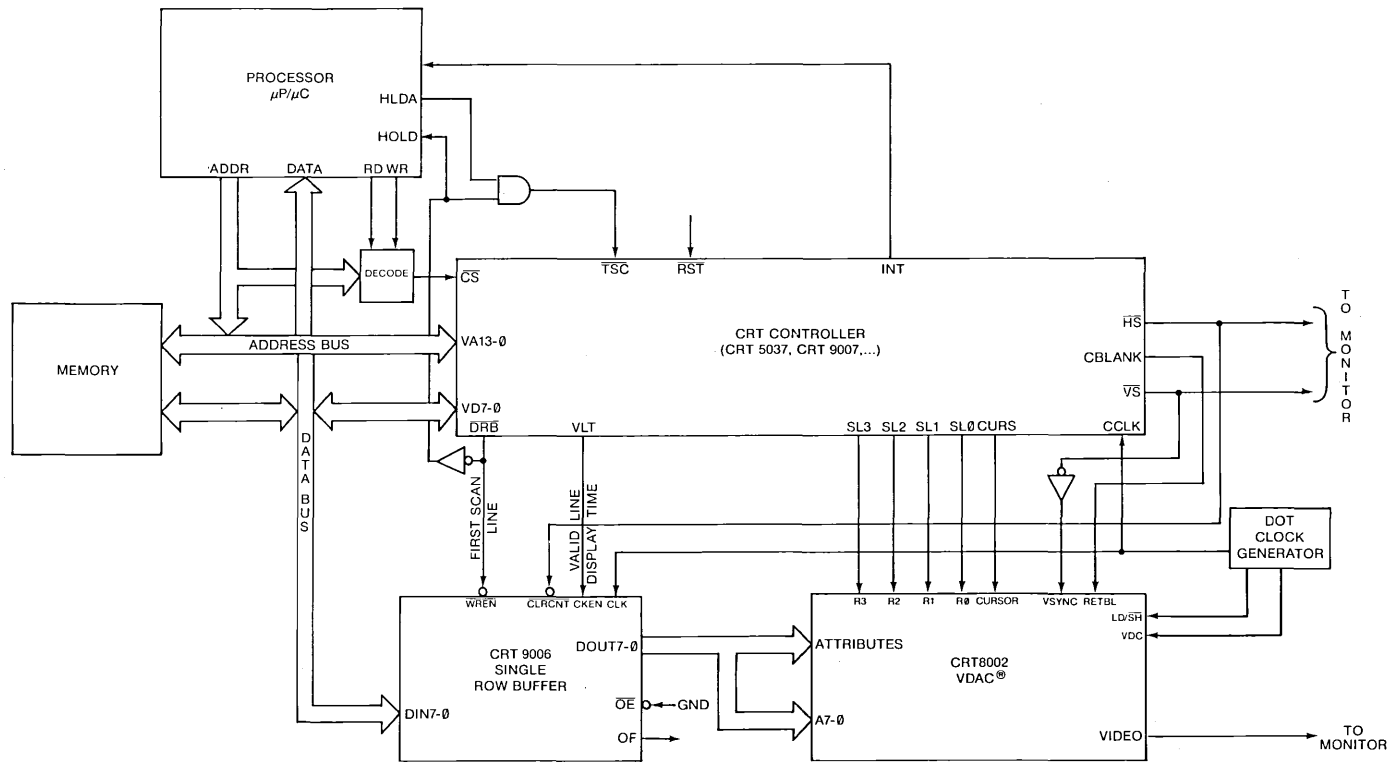 PROCESSOR
µP/µC
HLDA
HOLD
ADDR
DATA
RD WR
DECODE
CS
TSC
RST
INT
MEMORY
ADDRESS BUS
VA13-0
CRT CONTROLLER
(CRT 5037, CRT 9007,...)
HS
CBLANK
VS
TO MONITOR
VD7-0
DRB
VLT
SL3
SL2
SL1
SLØ
CURS
CCLK
DATA BUS
FIRST SCAN
LINE
VALID LINE
DISPLAY TIME
DOT
CLOCK
GENERATOR
WREN
CLRCNT
CKEN
CLK
R3
R2
R1
RØ
CURSOR
VSYNC
RETBL
LD/SH
VDC
DOUT7-Ø
ATTRIBUTES
CRT 9006
SINGLE
ROW BUFFER
CRT8002
VDAC®
OE
GND
DIN7-Ø
A7-Ø
OF
VIDEO
TO
MONITOR